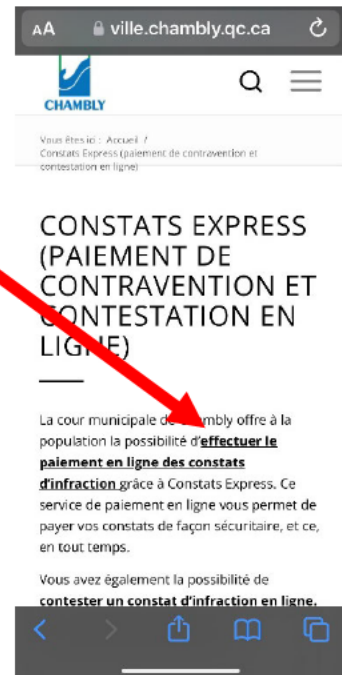 AA ville.chambly.qc.ca
CHAMBLY
Vous êtes ici : Accueil /
Constats Express (paiement de contravention et
contestation en ligne)
CONSTATS EXPRESS
(PAIEMENT DE
CONTRAVENTION ET
CONTESTATION EN
LIGNE)
La cour municipale de Chambly offre à la
population la possibilité d'effectuer le
paiement en ligne des constats
d'infraction grâce à Constats Express. Ce
service de paiement en ligne vous permet de
payer vos constats de façon sécuritaire, et ce,
en tout temps.
Vous avez également la possibilité de
contester un constat d'infraction en ligne.